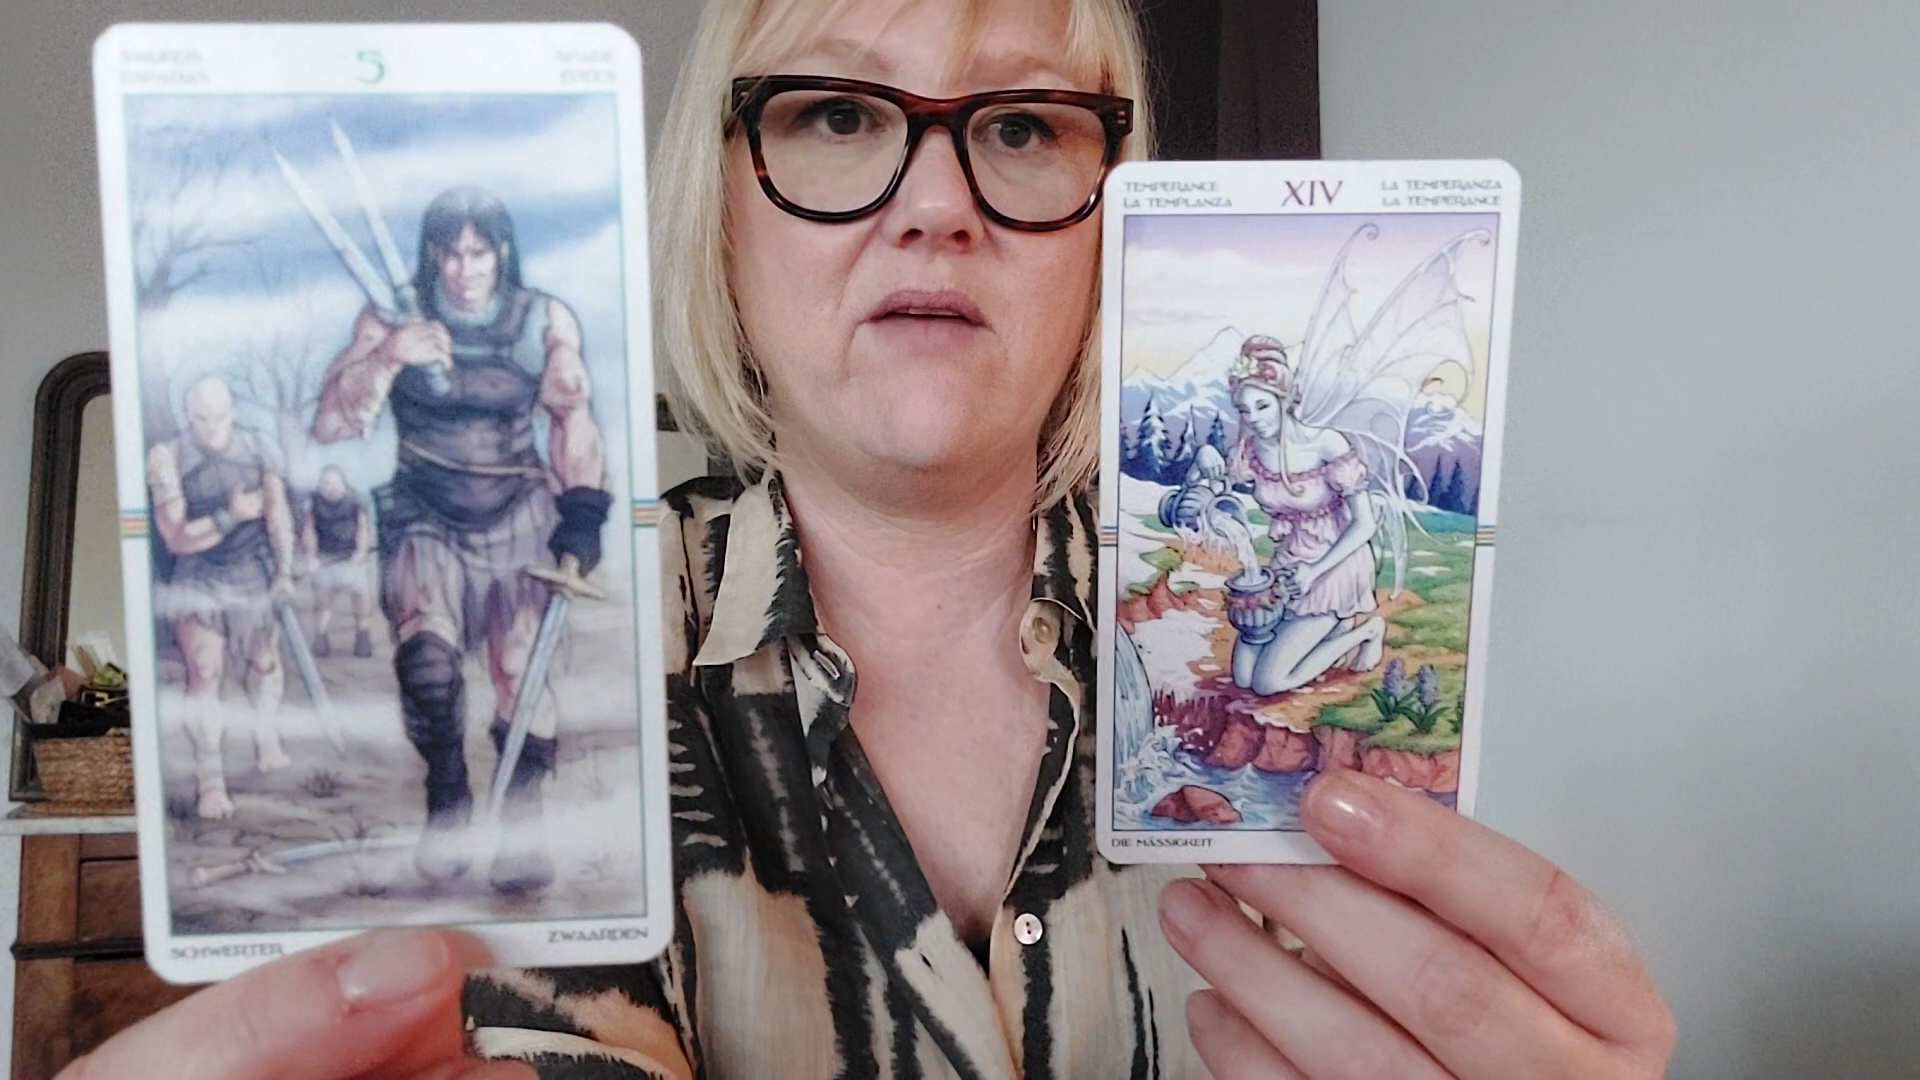 SWORDS
ESPADAS
5
SPADE
EPÉES
SCHWERTER
ZWAARDEN
TEMPERANCE
LA TEMPLANZA
XIV
LA TEMPERANZA
LA TEMPÉRANCE
DIE MÄSSIGKEIT